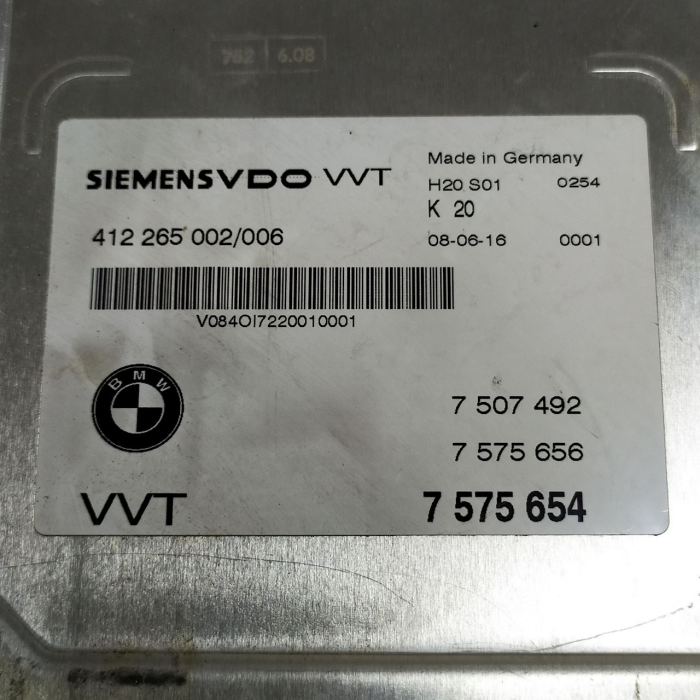 762 6.08
SIEMENSVDO VVT
Made in Germany
H20 S01 0254
K 20
412 265 002/006
08-06-16 0001
V084OI7220010001
BMW
7 507 492
7 575 656
VVT 7 575 654